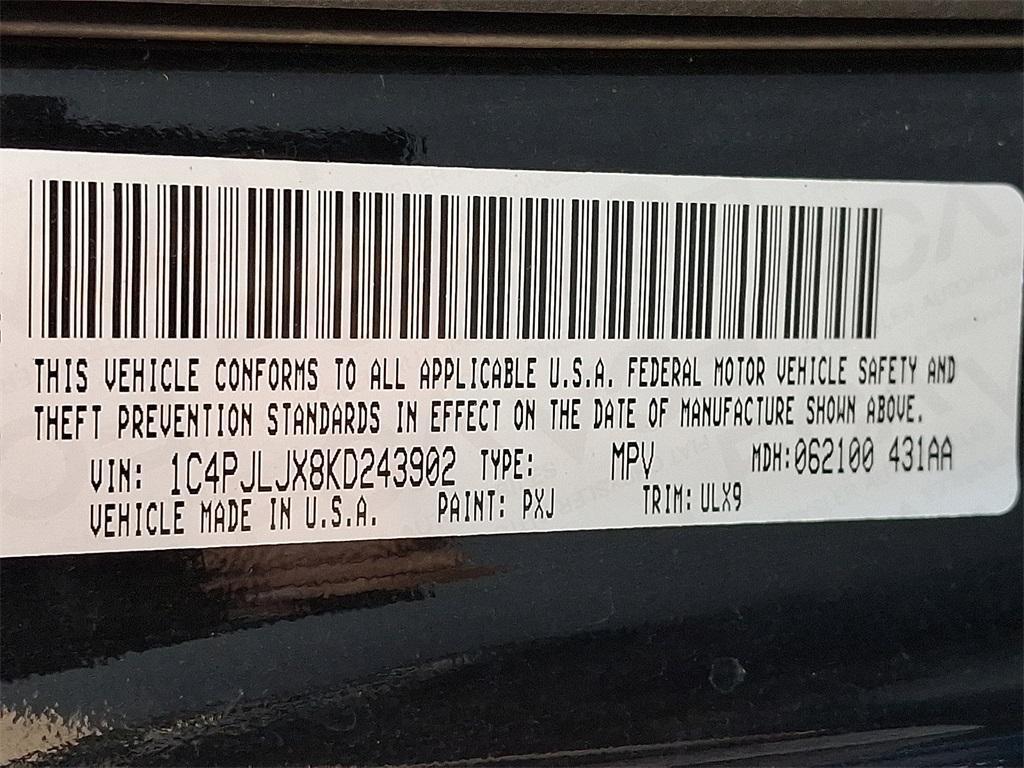 THIS VEHICLE CONFORMS TO ALL APPLICABLE U.S.A. FEDERAL MOTOR VEHICLE SAFETY AND
THEFT PREVENTION STANDARDS IN EFFECT ON THE DATE OF MANUFACTURE SHOWN ABOVE.
VIN: 1C4PJLJX8KD243902 TYPE: MPV MDH:062100 431AA
VEHICLE MADE IN U.S.A. PAINT: PXJ TRIM: ULX9